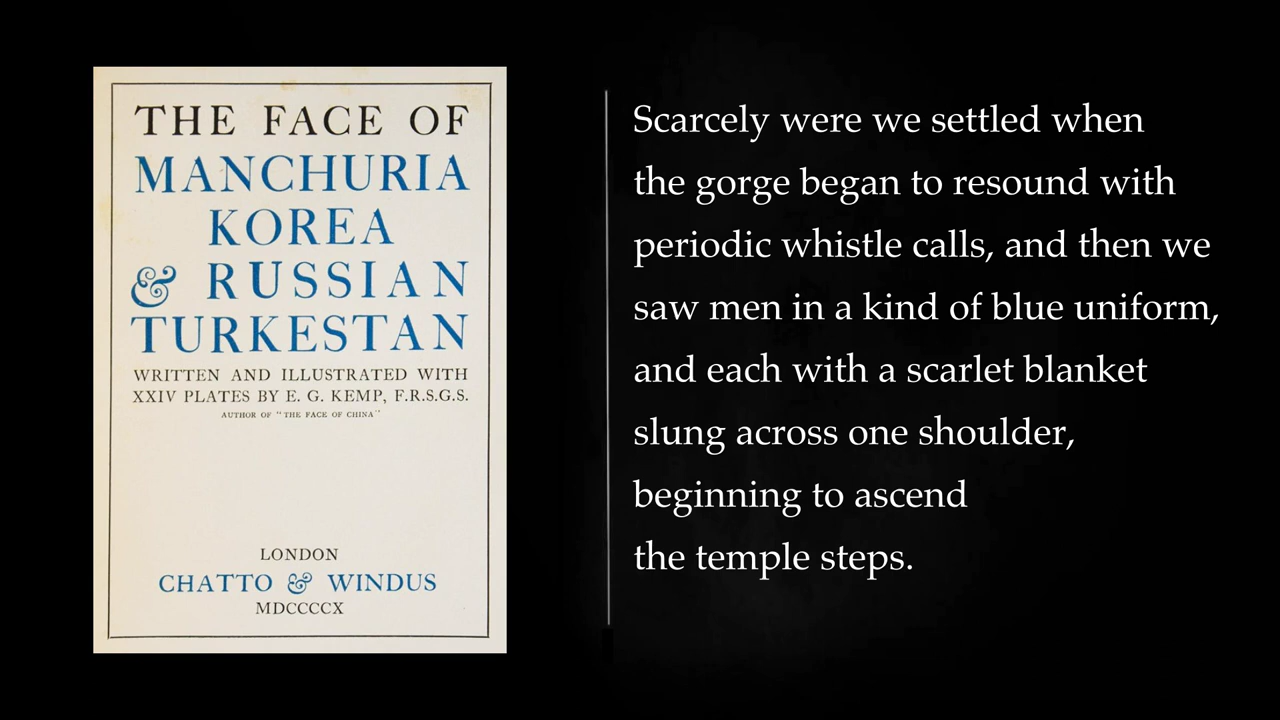 THE FACE OF
MANCHURIA
KOREA
& RUSSIAN
TURKESTAN
WRITTEN AND ILLUSTRATED WITH
XXIV PLATES BY E. G. KEMP, F.R.S.G.S.
AUTHOR OF "THE FACE OF CHINA"
LONDON
CHATTO & WINDUS
MDCCCCX
Scarcely were we settled when
the gorge began to resound with
periodic whistle calls, and then we
saw men in a kind of blue uniform,
and each with a scarlet blanket
slung across one shoulder,
beginning to ascend
the temple steps.